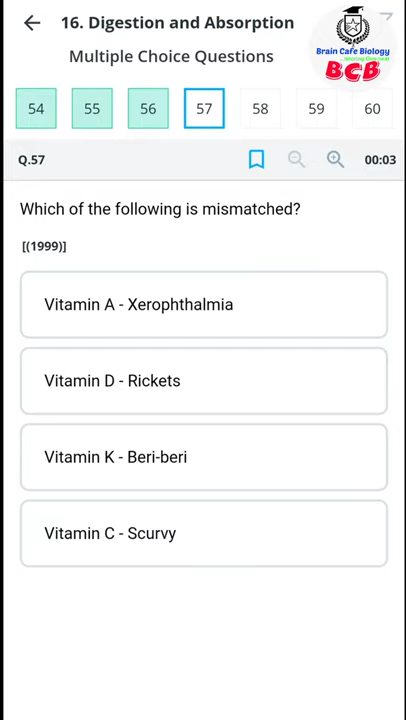 16. Digestion and Absorption
Multiple Choice Questions
Brain Cafe Biology
BCB
54 55 56 57 58 59 60
Q.57 00:03
Which of the following is mismatched?
[(1999)]
Vitamin A - Xerophthalmia
Vitamin D - Rickets
Vitamin K - Beri-beri
Vitamin C - Scurvy